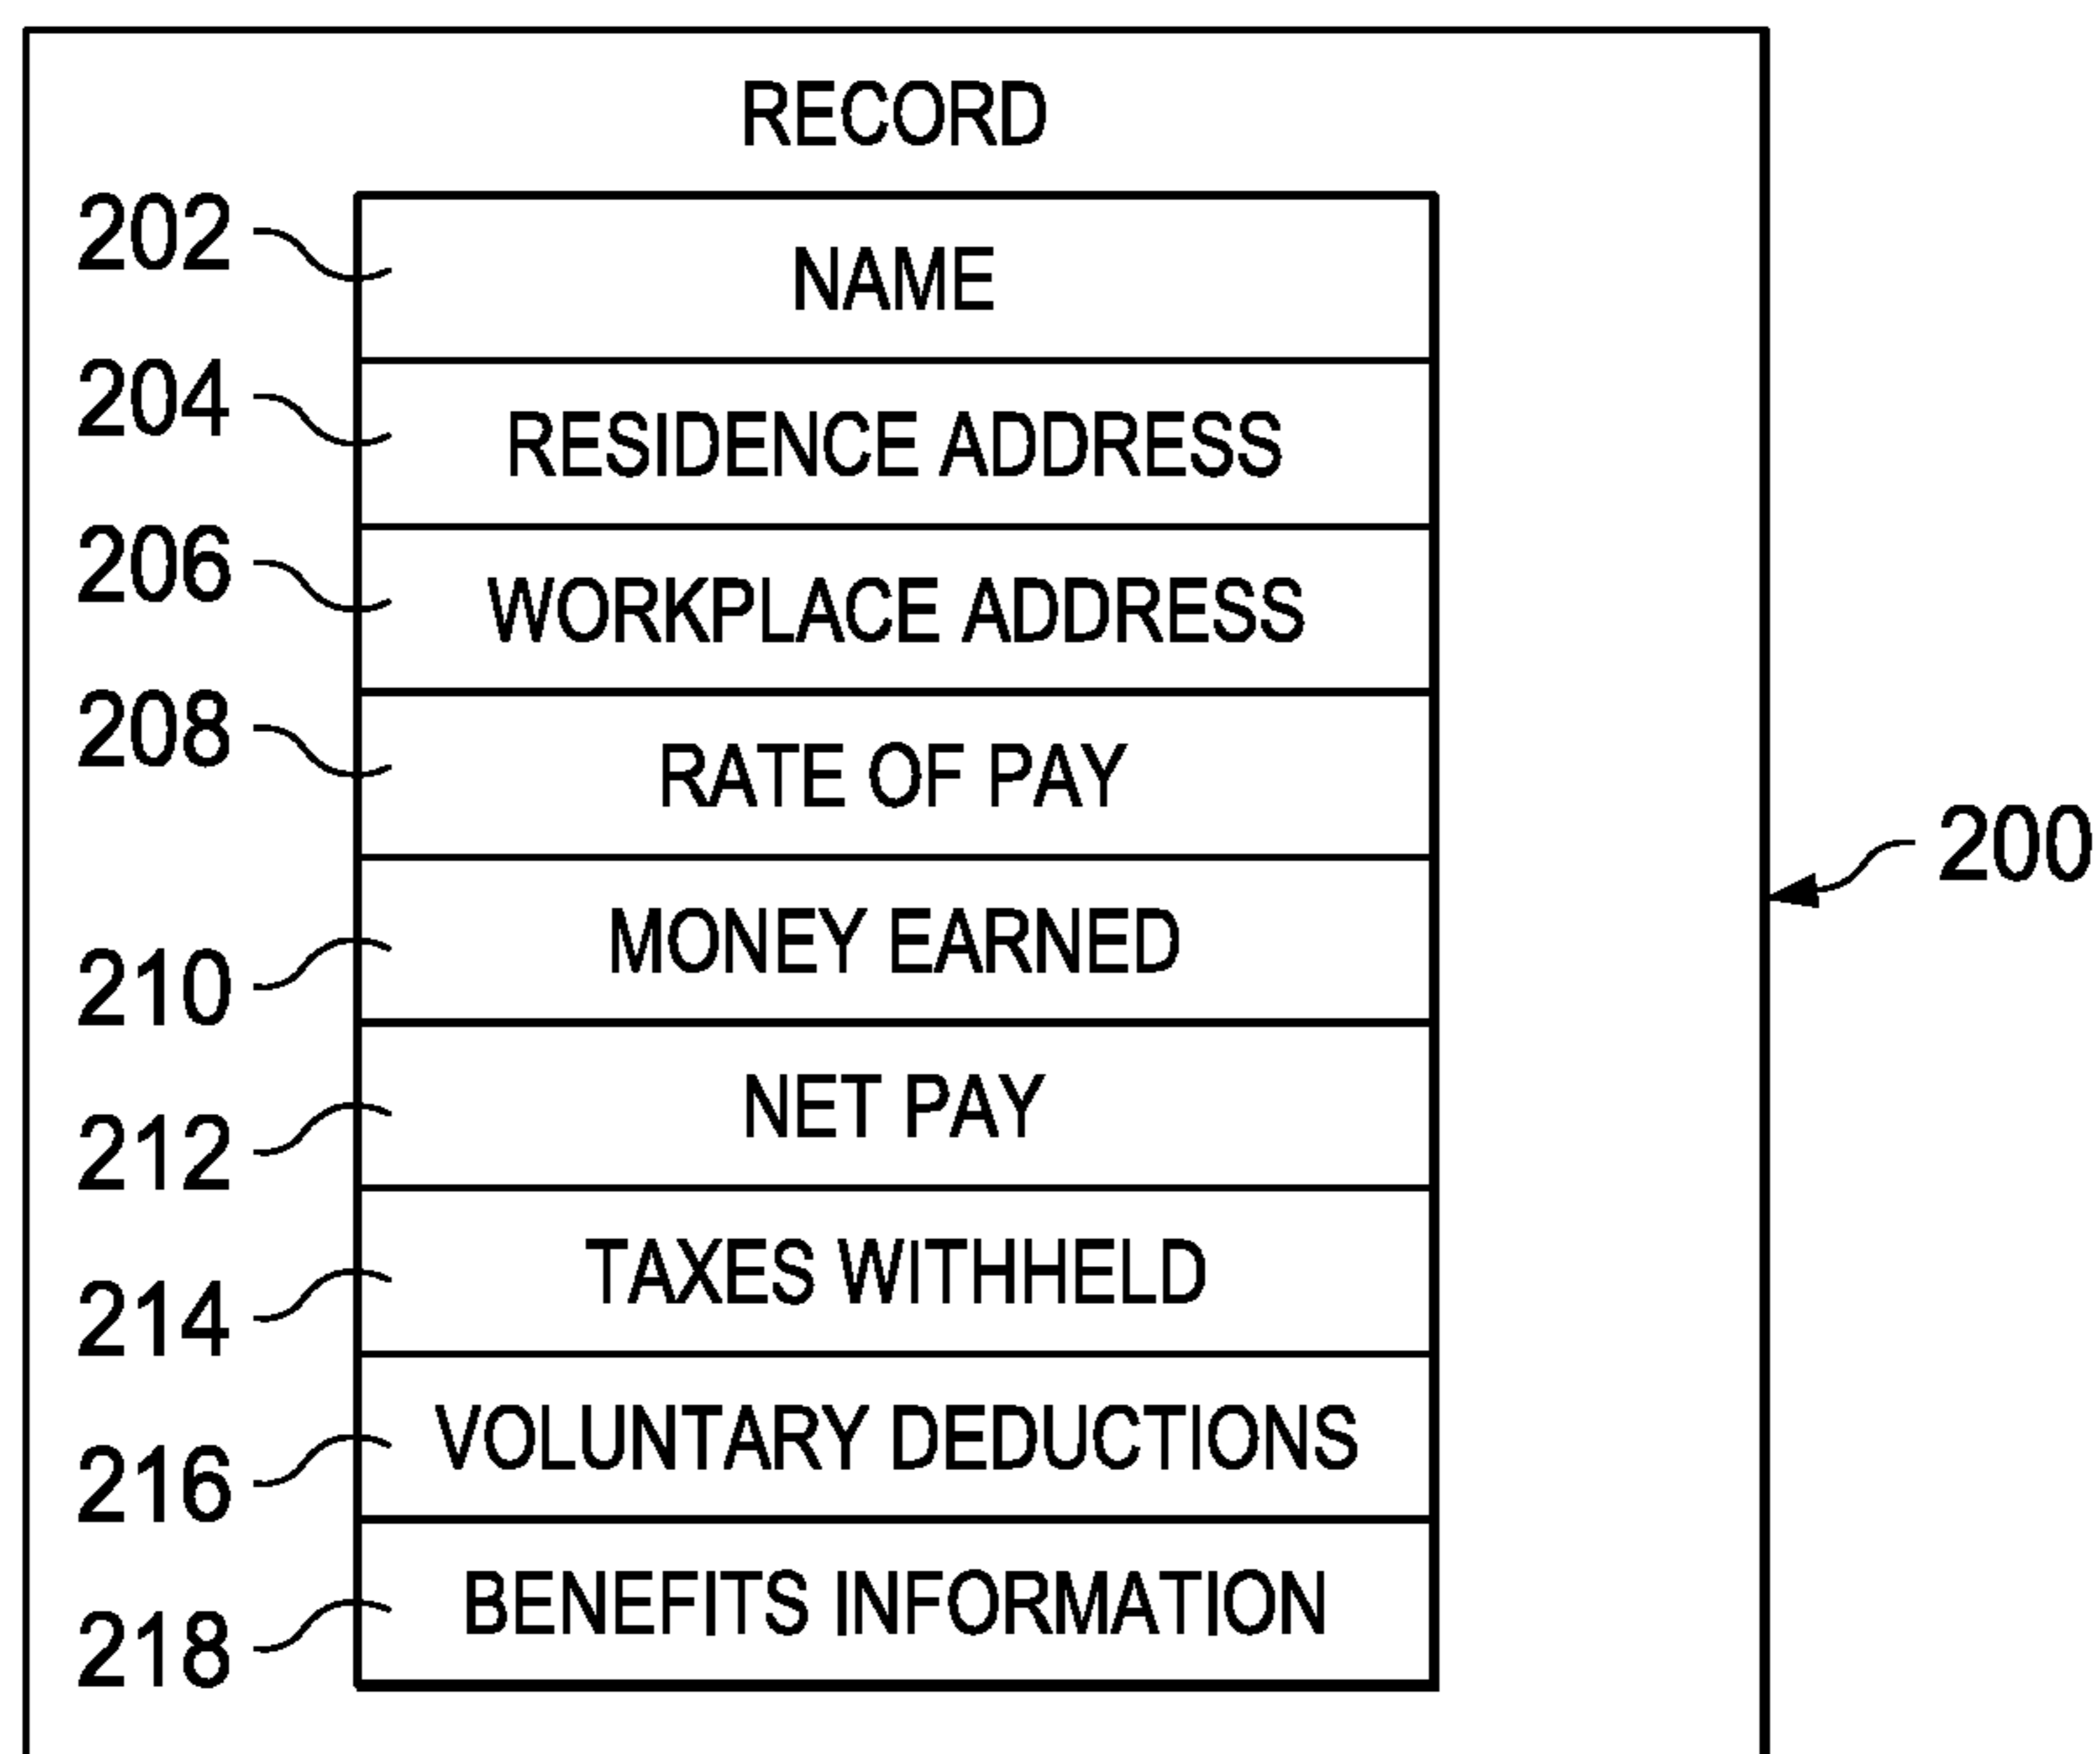 RECORD
202 NAME
204 RESIDENCE ADDRESS
206 WORKPLACE ADDRESS
208 RATE OF PAY
200
210 MONEY EARNED
212 NET PAY
214 TAXES WITHHELD
216 VOLUNTARY DEDUCTIONS
218 BENEFITS INFORMATION